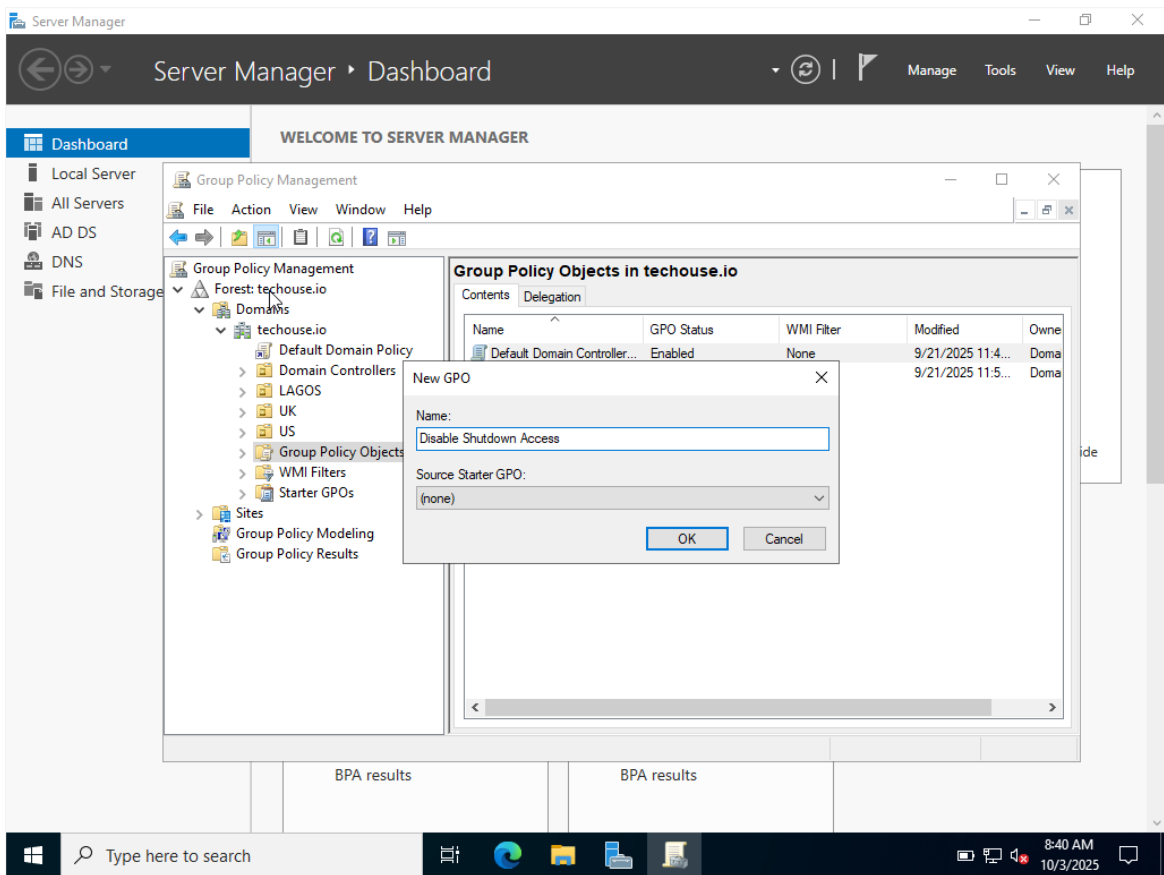 Server Manager
Server Manager • Dashboard
Manage Tools View Help
Dashboard
Local Server
All Servers
AD DS
DNS
File and Storage
WELCOME TO SERVER MANAGER
Group Policy Management
File Action View Window Help
Group Policy Management
Forest: techouse.io
Domains
techouse.io
Default Domain Policy
Domain Controllers
LAGOS
UK
US
Group Policy Objects
WMI Filters
Starter GPOs
Sites
Group Policy Modeling
Group Policy Results
Group Policy Objects in techouse.io
Contents Delegation
Name GPO Status WMI Filter Modified Owne
Default Domain Controller... Enabled None 9/21/2025 11:4... Doma
9/21/2025 11:5... Doma
New GPO
Name:
Disable Shutdown Access
Source Starter GPO:
(none)
OK Cancel
ide
BPA results BPA results
Type here to search
8:40 AM
10/3/2025